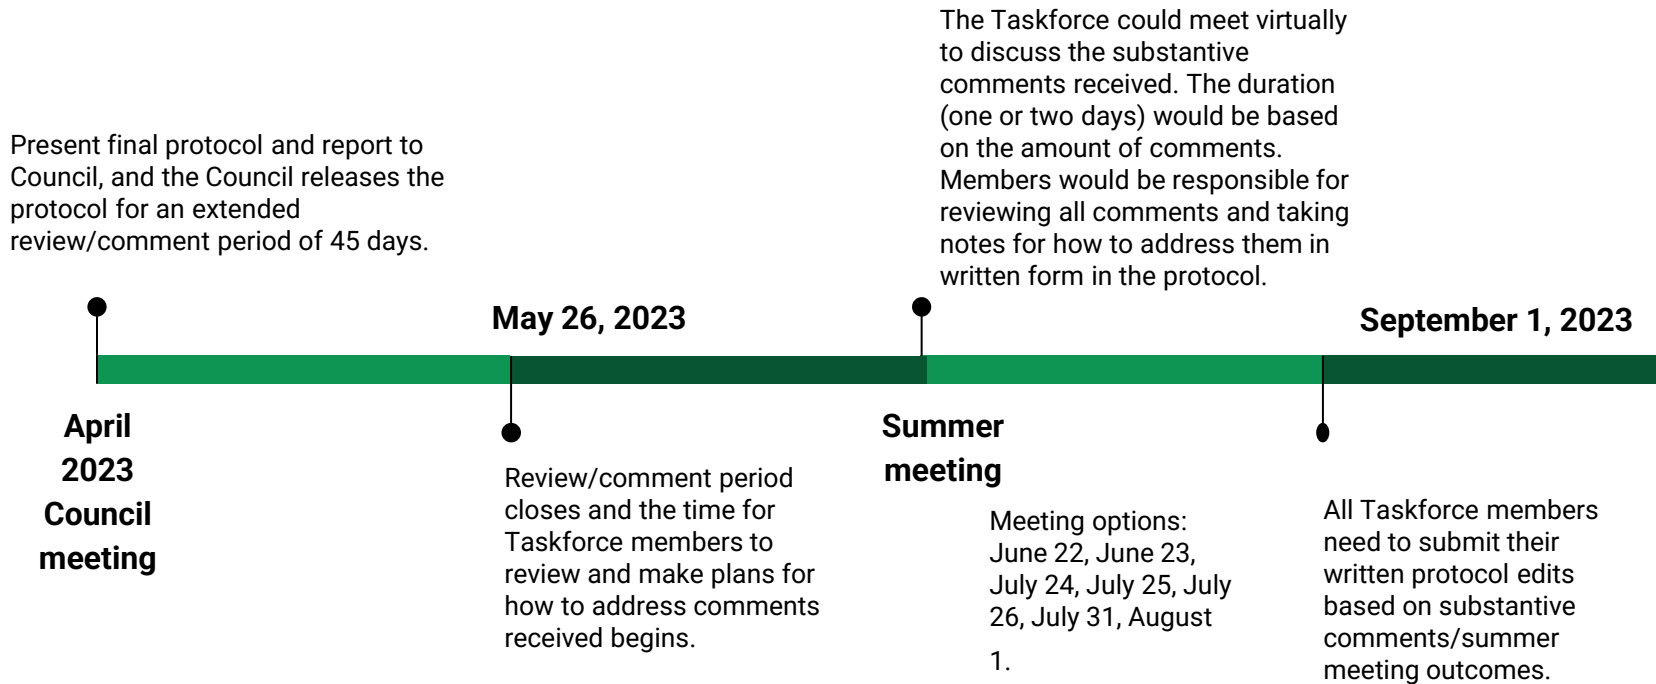 Present final protocol and report to
Council, and the Council releases the
protocol for an extended
review/comment period of 45 days.
April
2023
Council
meeting
May 26, 2023
Review/comment period
closes and the time for
Taskforce members to
review and make plans for
how to address comments
received begins.
The Taskforce could meet virtually
to discuss the substantive
comments received. The duration
(one or two days) would be based
on the amount of comments.
Members would be responsible for
reviewing all comments and taking
notes for how to address them in
written form in the protocol.
Summer
meeting
Meeting options:
June 22, June 23,
July 24, July 25, July
26, July 31, August
1.
September 1, 2023
All Taskforce members
need to submit their
written protocol edits
based on substantive
comments/summer
meeting outcomes.